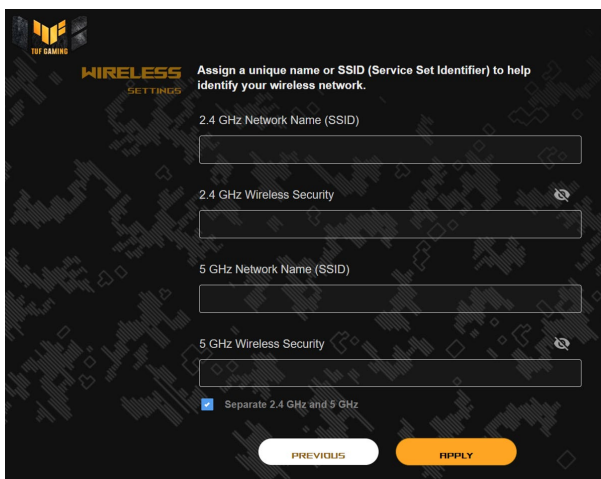 TUF GAMING
WIRELESS
SETTINGS
Assign a unique name or SSID (Service Set Identifier) to help
identify your wireless network.
2.4 GHz Network Name (SSID)
2.4 GHz Wireless Security
5 GHz Network Name (SSID)
5 GHz Wireless Security
Separate 2.4 GHz and 5 GHz
PREVIOUS
APPLY